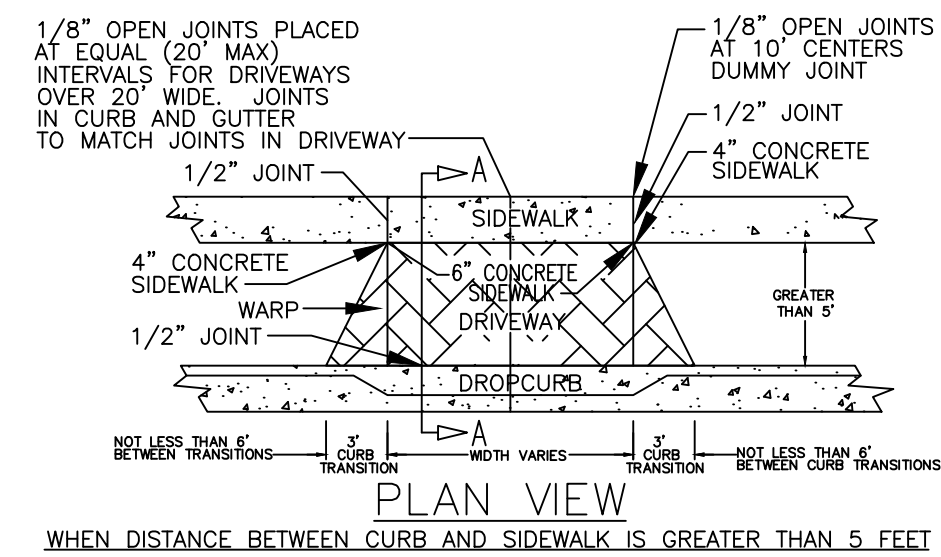 1/8" OPEN JOINTS PLACED
AT EQUAL (20' MAX)
INTERVALS FOR DRIVEWAYS
OVER 20' WIDE. JOINTS
IN CURB AND GUTTER
TO MATCH JOINTS IN DRIVEWAY
1/8" OPEN JOINTS
AT 10' CENTERS
DUMMY JOINT
1/2" JOINT
4" CONCRETE
SIDEWALK
1/2" JOINT
A
SIDEWALK
4" CONCRETE
SIDEWALK
6" CONCRETE
SIDEWALK
WARP
DRIVEWAY
GREATER
THAN 5'
1/2" JOINT
DROPCURB
A
NOT LESS THAN 6'
BETWEEN TRANSITIONS
3'
CURB
TRANSITION
WIDTH VARIES
3'
CURB
TRANSITION
NOT LESS THAN 6'
BETWEEN CURB TRANSITIONS
PLAN VIEW
WHEN DISTANCE BETWEEN CURB AND SIDEWALK IS GREATER THAN 5 FEET